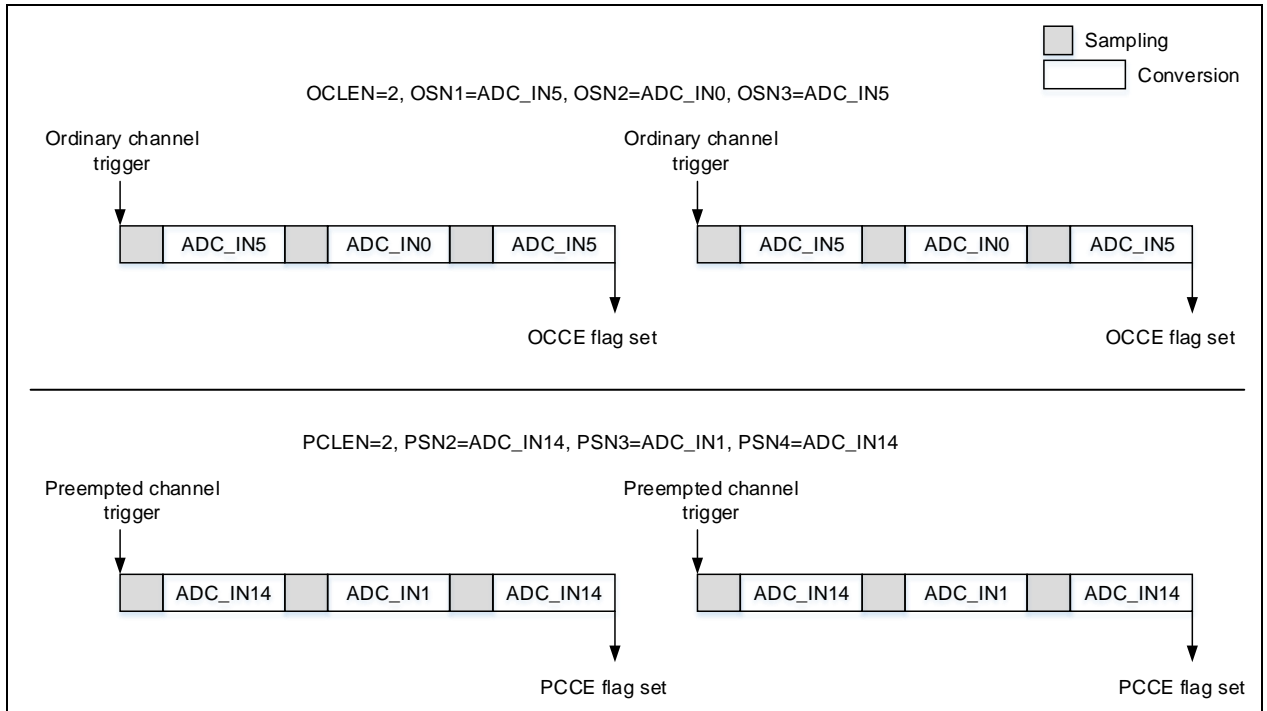 Sampling
Conversion
OCLEN=2, OSN1=ADC_IN5, OSN2=ADC_IN0, OSN3=ADC_IN5
Ordinary channel
trigger
Ordinary channel
trigger
ADC_IN5 ADC_IN0 ADC_IN5
ADC_IN5 ADC_IN0 ADC_IN5
OCCE flag set
OCCE flag set
PCLEN=2, PSN2=ADC_IN14, PSN3=ADC_IN1, PSN4=ADC_IN14
Preempted channel
trigger
Preempted channel
trigger
ADC_IN14 ADC_IN1 ADC_IN14
ADC_IN14 ADC_IN1 ADC_IN14
PCCE flag set
PCCE flag set